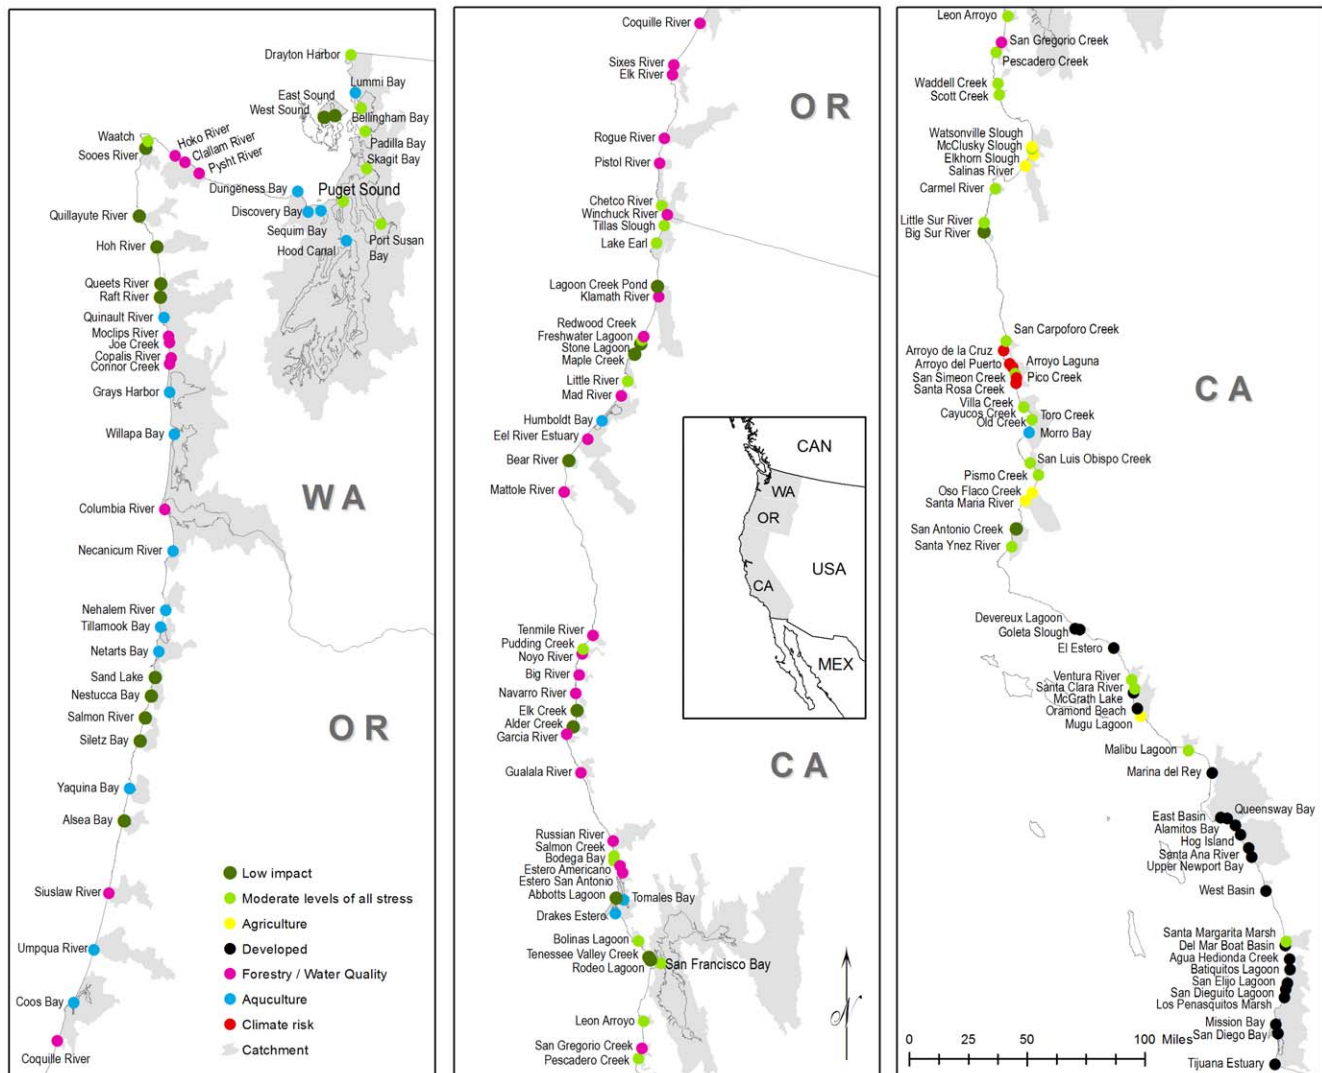 Drayton Harbor
Lummi Bay
East Sound
West Sound
Bellingham Bay
Padilla Bay
Skagit Bay
Waatch
Sooes River
Hoko River
Clallam River
Pysht River
Dungeness Bay
Puget Sound
Discovery Bay
Sequim Bay
Hood Canal
Port Susan
Bay
Quillayute River
Hoh River
Queets River
Raft River
Quinault River
Moclips River
Joe Creek
Copalis River
Connor Creek
Grays Harbor
Willapa Bay
WA
Columbia River
Necanicum River
Nehalem River
Tillamook Bay
Netarts Bay
Sand Lake
Nestucca Bay
Salmon River
Siletz Bay
OR
Yaquina Bay
Alsea Bay
Siuslaw River
Umpqua River
Coos Bay
Coquille River
Low impact
Moderate levels of all stress
Agriculture
Developed
Forestry / Water Quality
Aquculture
Climate risk
Catchment
Coquille River
Sixes River
Elk River
OR
Rogue River
Pistol River
Chetco River
Winchuck River
Tillas Slough
Lake Earl
Lagoon Creek Pond
Klamath River
Redwood Creek
Freshwater Lagoon
Stone Lagoon
Maple Creek
Little River
Mad River
Humboldt Bay
Eel River Estuary
Bear River
Mattole River
CAN
WA
OR
USA
CA
MEX
Tenmile River
Pudding Creek
Noyo River
Big River
Navarro River
Elk Creek
Alder Creek
Garcia River
CA
Gualala River
Russian River
Salmon Creek
Bodega Bay
Estero Americano
Estero San Antonio
Abbotts Lagoon
Tomales Bay
Drakes Estero
Bolinas Lagoon
Tenessee Valley Creek
Rodeo Lagoon
San Francisco Bay
Leon Arroyo
San Gregorio Creek
Pescadero Creek
N
Leon Arroyo
San Gregorio Creek
Pescadero Creek
Waddell Creek
Scott Creek
Watsonville Slough
McClusky Slough
Elkhorn Slough
Salinas River
Carmel River
Little Sur River
Big Sur River
San Carpoforo Creek
Arroyo de la Cruz
Arroyo del Puerto
Arroyo Laguna
San Simeon Creek
Pico Creek
Santa Rosa Creek
CA
Villa Creek
Cayucos Creek
Toro Creek
Old Creek
Morro Bay
San Luis Obispo Creek
Pismo Creek
Oso Flaco Creek
Santa Maria River
San Antonio Creek
Santa Ynez River
Devereux Lagoon
Goleta Slough
El Estero
Ventura River
Santa Clara River
McGrath Lake
Oramond Beach
Mugu Lagoon
Malibu Lagoon
Marina del Rey
East Basin
Queensway Bay
Alamitos Bay
Hog Island
Santa Ana River
Upper Newport Bay
West Basin
Santa Margarita Marsh
Del Mar Boat Basin
Agua Hedionda Creek
Batiquitos Lagoon
San Elijo Lagoon
San Dieguito Lagoon
Los Penasquitos Marsh
Mission Bay
San Diego Bay
Tijuana Estuary
0 25 50 100 Miles